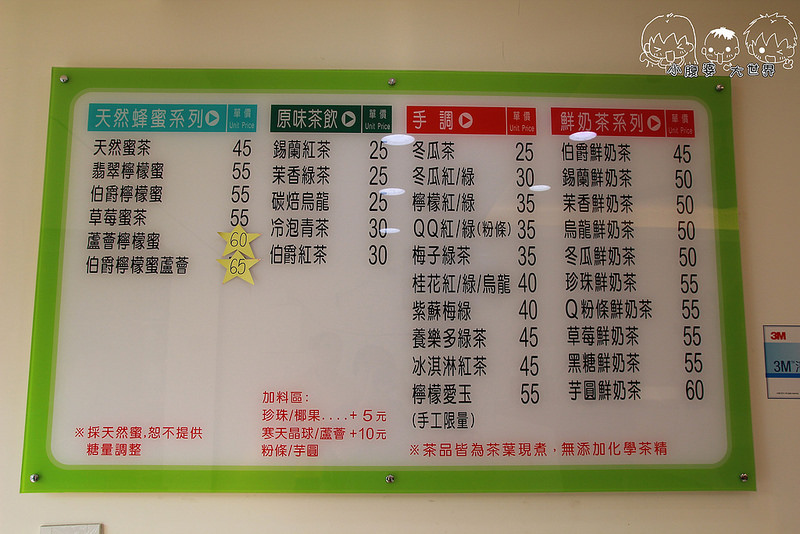 小腹婆 大世界
天然蜂蜜系列 單價 Unit Price
天然蜜茶 45
翡翠檸檬蜜 55
伯爵檸檬蜜 55
草莓蜜茶 55
蘆薈檸檬蜜 60
伯爵檸檬蜜蘆薈 65
※採天然蜜,恕不提供
糖量調整
原味茶飲 單價 Unit Price
錫蘭紅茶 25
茉香綠茶 25
碳焙烏龍 25
冷泡青茶 30
伯爵紅茶 30
加料區:
珍珠/椰果....+5元
寒天晶球/蘆薈+10元
粉條/芋圓
手調 單價 Unit Price
冬瓜茶 25
冬瓜紅/綠 30
檸檬紅/綠 35
QQ紅/綠(粉條) 35
梅子綠茶 35
桂花紅/綠/烏龍 40
紫蘇梅綠 40
養樂多綠茶 45
冰淇淋紅茶 45
檸檬愛玉 55
(手工限量)
鮮奶茶系列 單價 Unit Price
伯爵鮮奶茶 45
錫蘭鮮奶茶 50
茉香鮮奶茶 50
烏龍鮮奶茶 50
冬瓜鮮奶茶 50
珍珠鮮奶茶 55
Q粉條鮮奶茶 55
草莓鮮奶茶 55
黑糖鮮奶茶 55
芋圓鮮奶茶 60
※茶品皆為茶葉現煮,無添加化學茶精
3M
3M